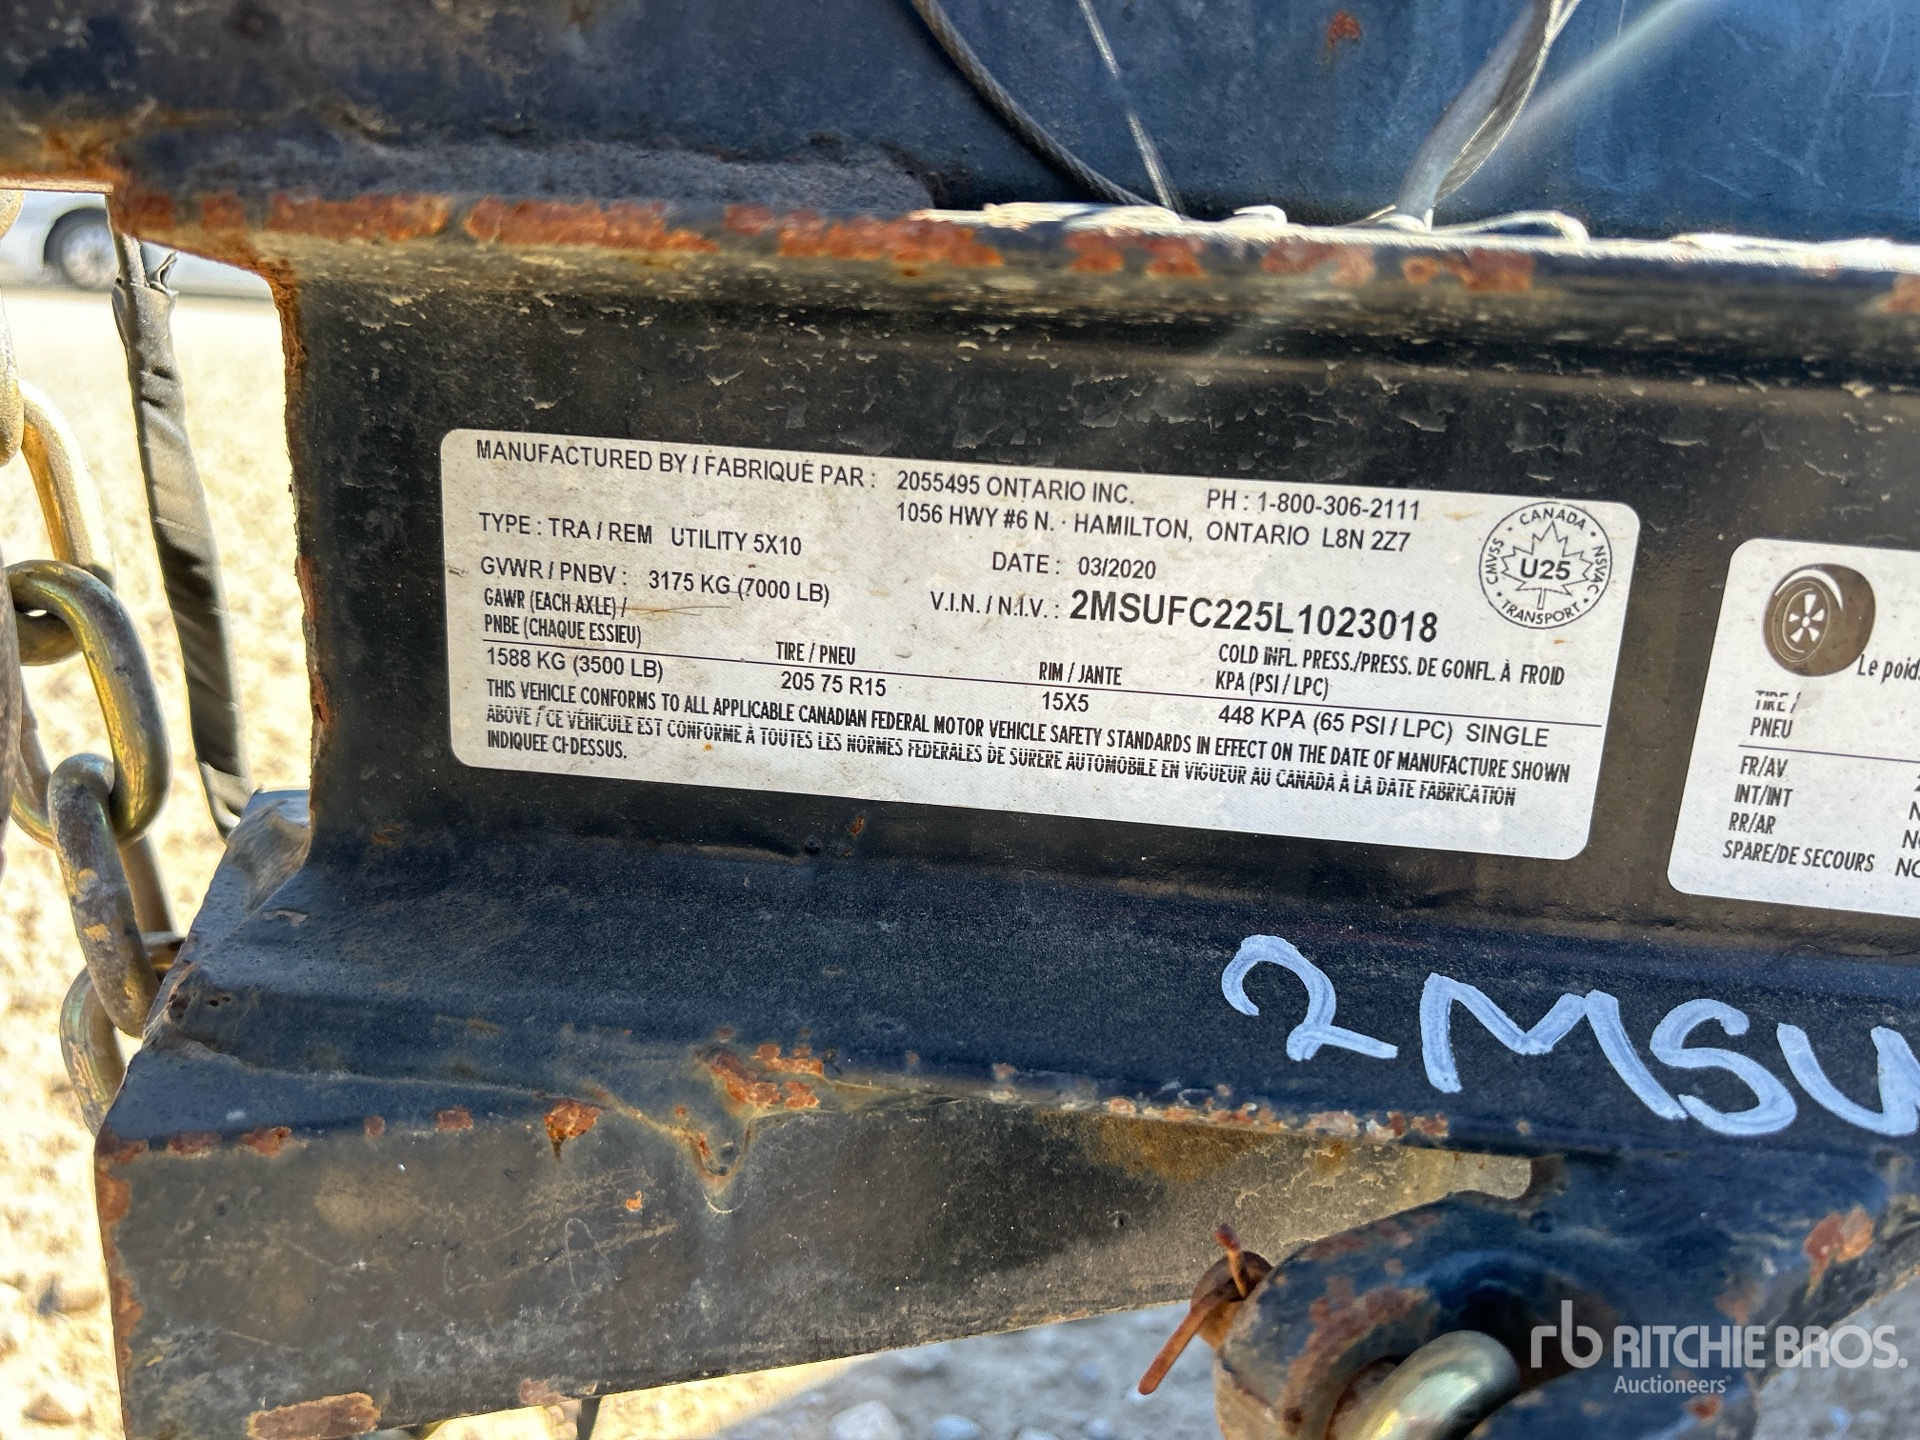 MANUFACTURED BY / FABRIQUÉ PAR : 2055495 ONTARIO INC. PH : 1-800-306-2111
1056 HWY #6 N. · HAMILTON, ONTARIO L8N 2Z7
TYPE : TRA / REM UTILITY 5X10
DATE : 03/2020
GVWR / PNBV : 3175 KG (7000 LB)
V.I.N. / N.I.V. : 2MSUFC225L1023018
GAWR (EACH AXLE) /
PNBE (CHAQUE ESSIEU)
TIRE / PNEU
RIM / JANTE
COLD INFL. PRESS./PRESS. DE GONFL. À FROID
KPA (PSI / LPC)
1588 KG (3500 LB) 205 75 R15 15X5 448 KPA (65 PSI / LPC) SINGLE
THIS VEHICLE CONFORMS TO ALL APPLICABLE CANADIAN FEDERAL MOTOR VEHICLE SAFETY STANDARDS IN EFFECT ON THE DATE OF MANUFACTURE SHOWN
ABOVE / CE VÉHICULE EST CONFORME À TOUTES LES NORMES FÉDÉRALES DE SURERE AUTOMOBILE EN VIGUEUR AU CANADA À LA DATE FABRICATION
INDIQUEE CI-DESSUS.
CANADA
CMVSS
U25
NSVAC
TRANSPORT
Le poids
TIRE /
PNEU
FR/AV
INT/INT
RR/AR
SPARE/DE SECOURS
2MSU
rb RITCHIE BROS.
Auctioneers